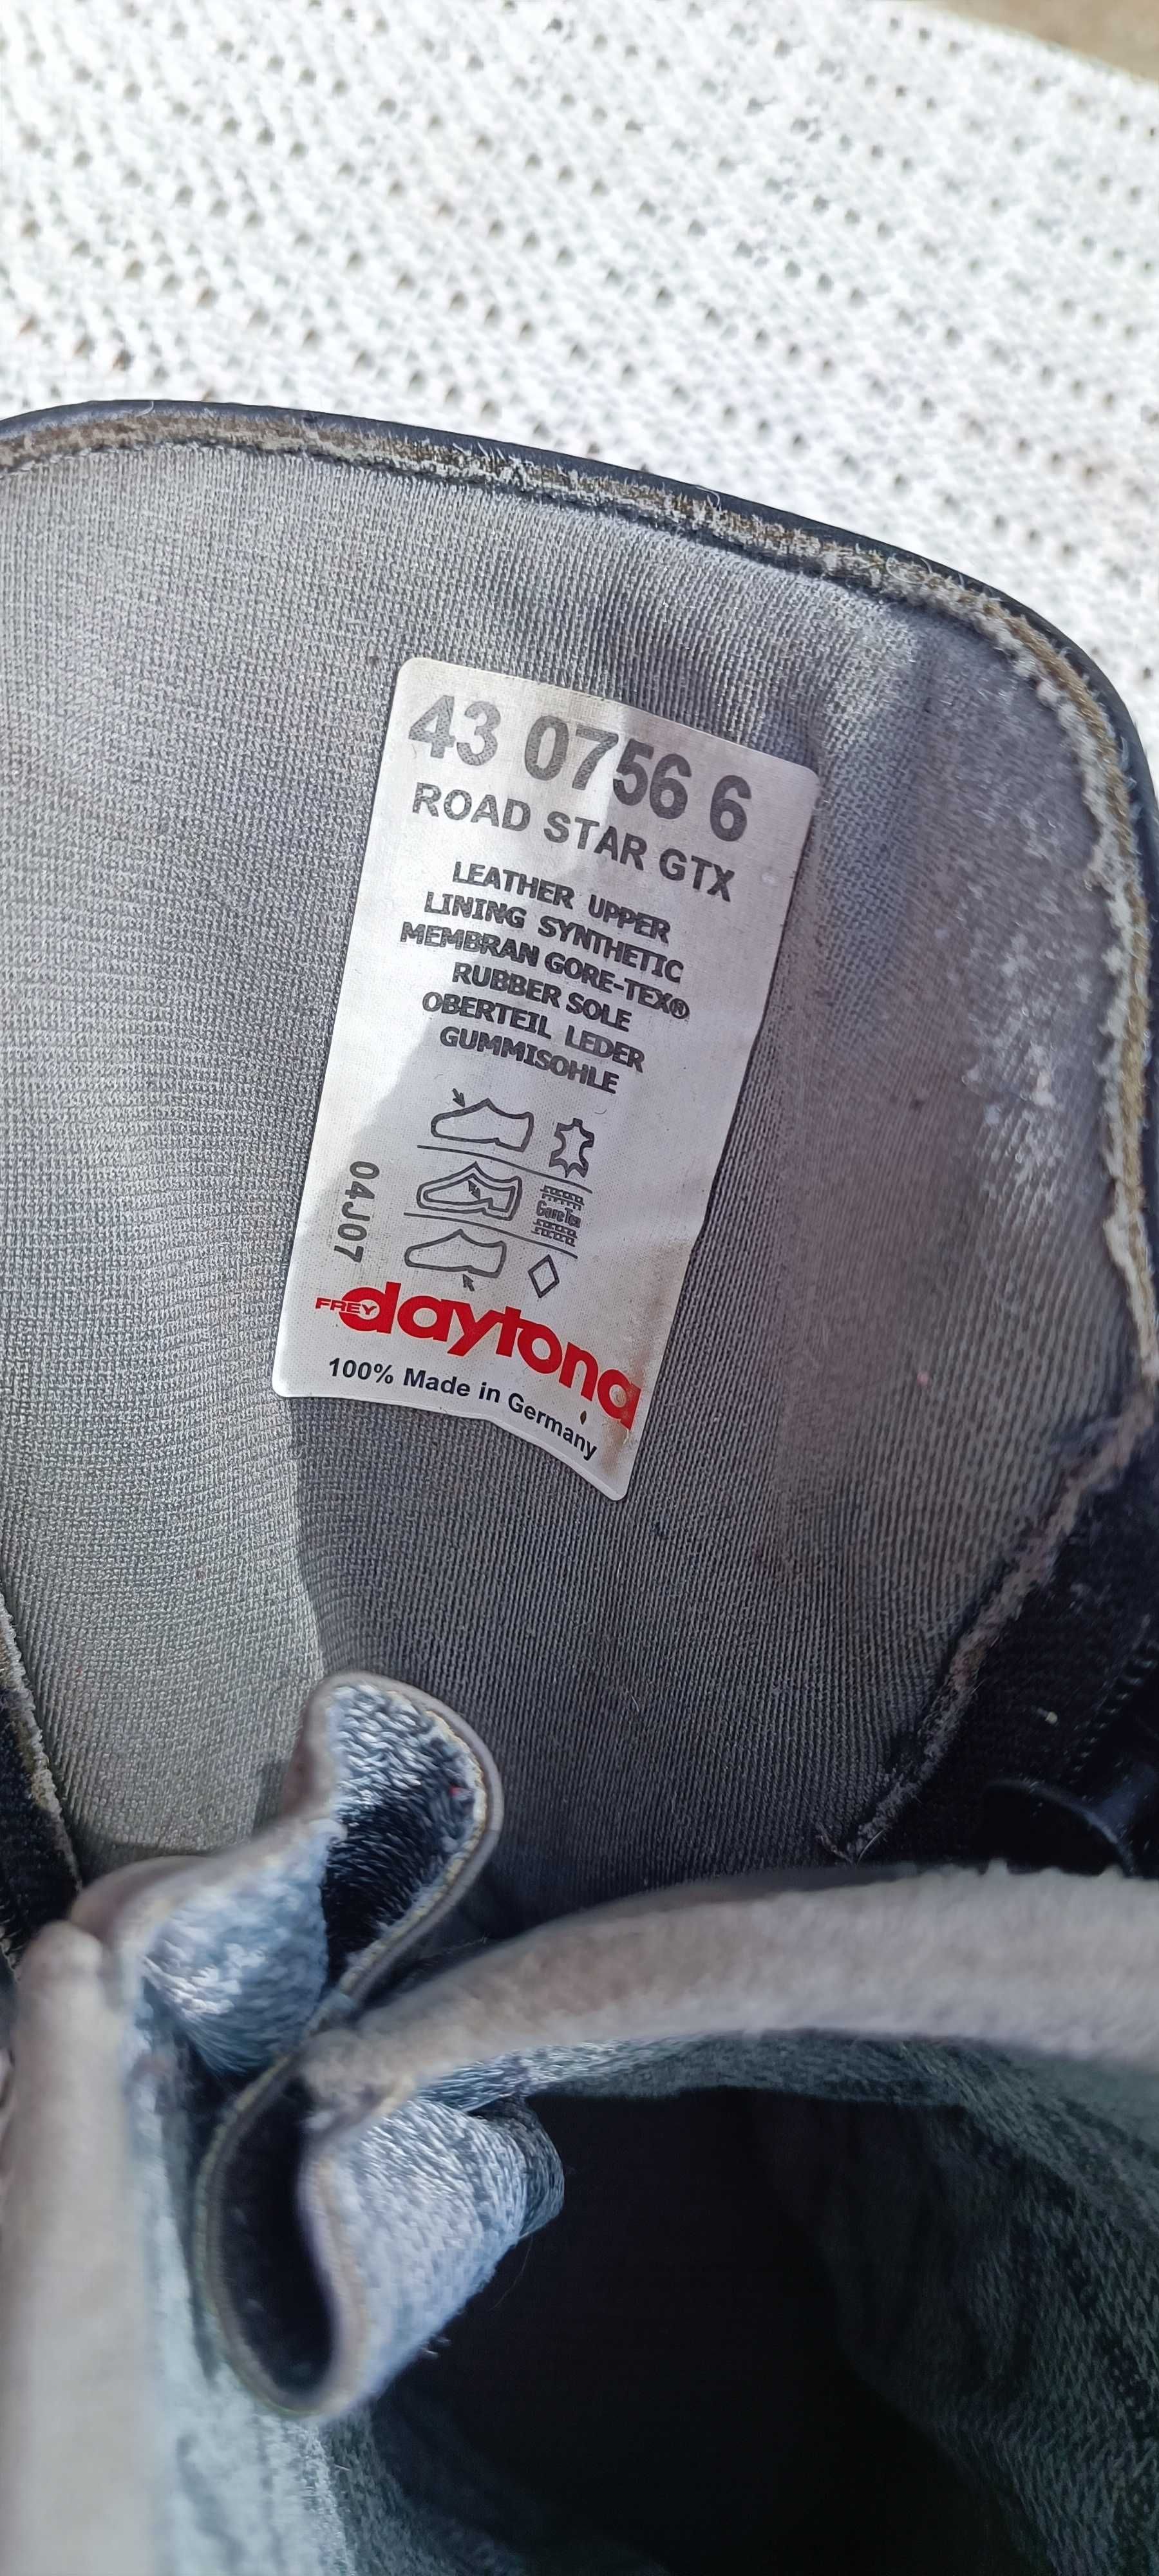 43 0756 6
ROAD STAR GTX
LEATHER UPPER
LINING SYNTHETIC
MEMBRAN GORE-TEX®
RUBBER SOLE
OBERTEIL LEDER
GUMMISOHLE
GoreTex
04J07
FREY daytona
100% Made in Germany